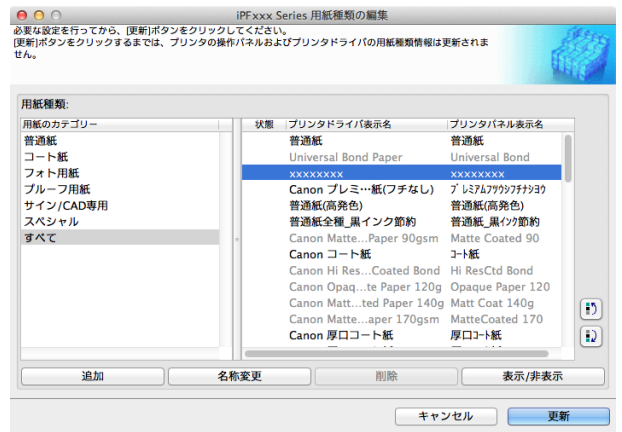 iPFxxx Series 用紙種類の編集
必要な設定を行ってから、[更新]ボタンをクリックしてください。
[更新]ボタンをクリックするまでは、プリンタの操作パネルおよびプリンタドライバの用紙種類情報は更新されま
せん。
用紙種類:
用紙のカテゴリー
普通紙
コート紙
フォト用紙
プルーフ用紙
サイン/CAD専用
スペシャル
すべて
状態 プリンタドライバ表示名 プリンタパネル表示名
普通紙 普通紙
Universal Bond Paper Universal Bond
xxxxxxxx xxxxxxxx
Canon プレミ…紙(フチなし) プレミアムフツウシフチナシヨウ
普通紙(高発色) 普通紙(高発色)
普通紙全種_黒インク節約 普通紙_黒インク節約
Canon Matte...Paper 90gsm Matte Coated 90
Canon コート紙 コート紙
Canon Hi Res...Coated Bond Hi ResCtd Bond
Canon Opaq...te Paper 120g Opaque Paper 120
Canon Matt...ted Paper 140g Matt Coat 140g
Canon Matte...aper 170gsm MatteCoated 170
Canon 厚口コート紙 厚口コート紙
追加 名称変更 削除 表示/非表示
キャンセル 更新